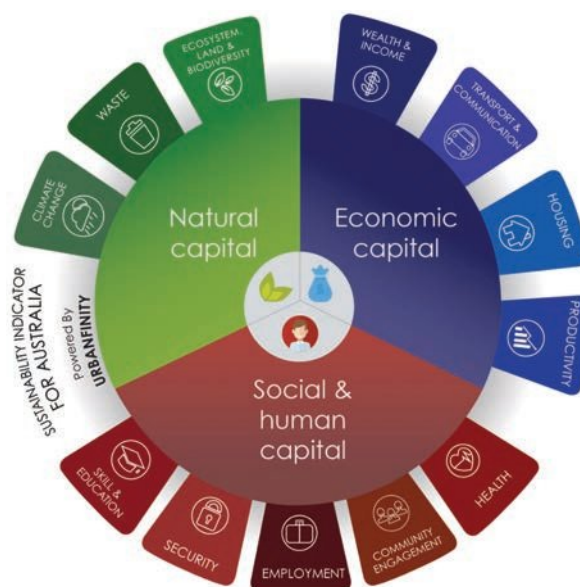 ECOSYSTEM,
LAND &
BIODIVERSITY
WEALTH &
INCOME
WASTE
TRANSPORT &
COMMUNICATION
CLIMATE
CHANGE
HOUSING
Natural
capital
Economic
capital
SUSTAINABILITY INDICATOR
FOR AUSTRALIA
Powered By
URBANFINITY
PRODUCTIVITY
Social &
human
capital
SKILL &
EDUCATION
SECURITY
EMPLOYMENT
COMMUNITY
ENGAGEMENT
HEALTH